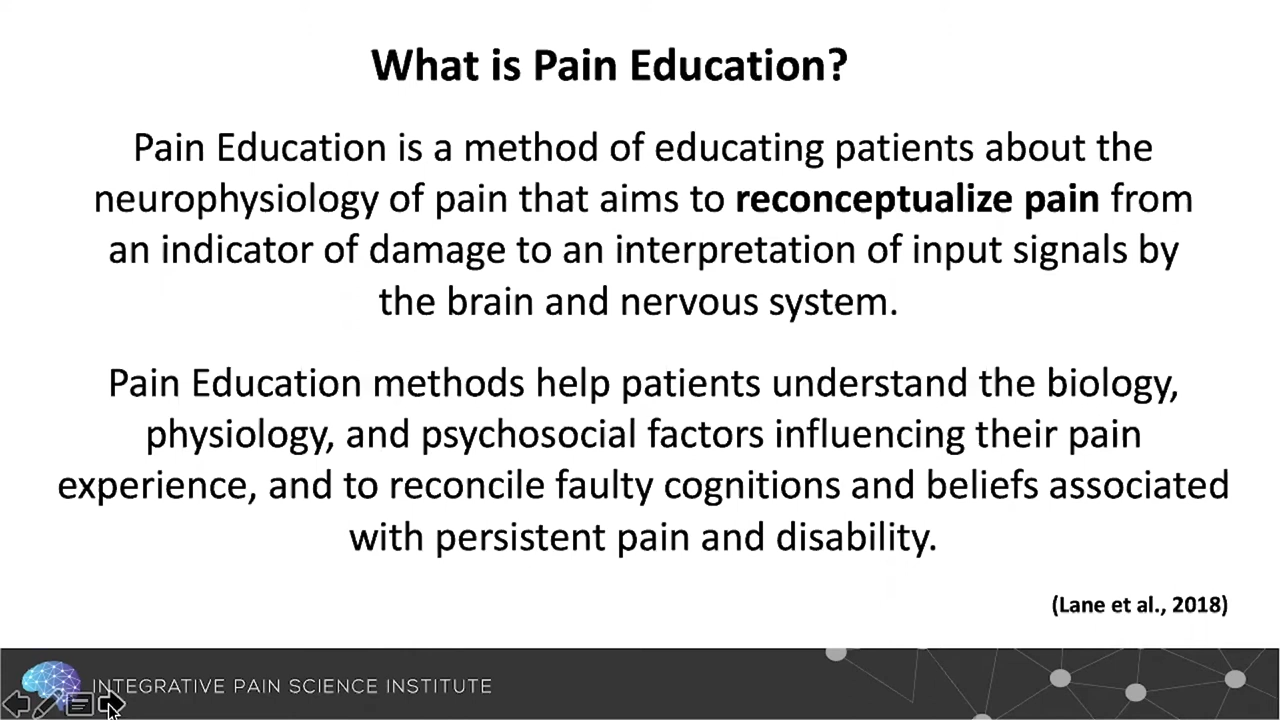 What is Pain Education?
Pain Education is a method of educating patients about the
neurophysiology of pain that aims to reconceptualize pain from
an indicator of damage to an interpretation of input signals by
the brain and nervous system.
Pain Education methods help patients understand the biology,
physiology, and psychosocial factors influencing their pain
experience, and to reconcile faulty cognitions and beliefs associated
with persistent pain and disability.
(Lane et al., 2018)
INTEGRATIVE PAIN SCIENCE INSTITUTE